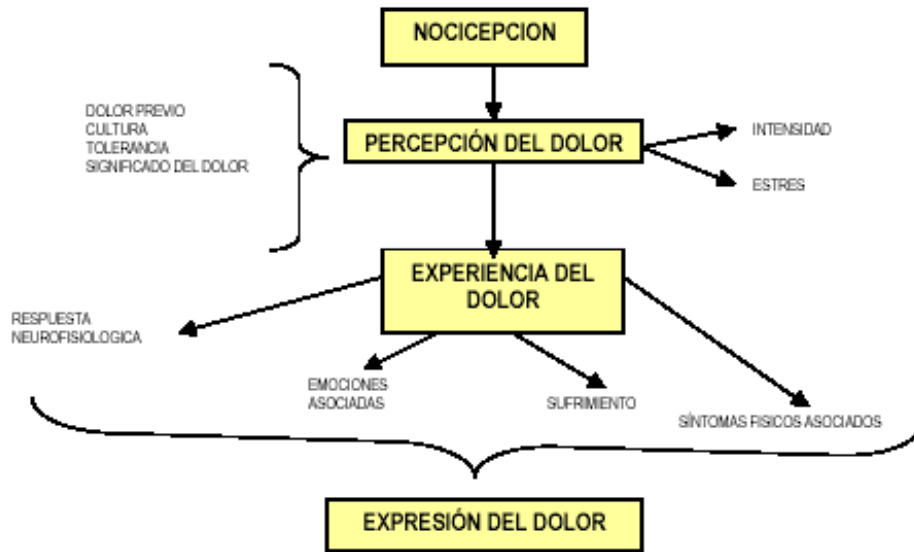 NOCICEPCION
DOLOR PREVIO
CULTURA
TOLERANCIA
SIGNIFICADO DEL DOLOR
PERCEPCIÓN DEL DOLOR
INTENSIDAD
ESTRES
EXPERIENCIA DEL
DOLOR
RESPUESTA
NEUROFISIOLOGICA
EMOCIONES
ASOCIADAS
SUFRIMIENTO
SÍNTOMAS FISICOS ASOCIADOS
EXPRESIÓN DEL DOLOR